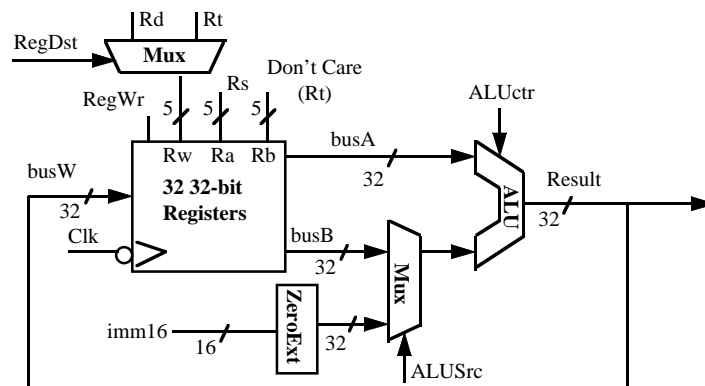 Rd Rt
RegDst
Mux
Don't Care
(Rt)
Rs
RegWr
ALUctr
5 5 5
Rw Ra Rb
busA
32
busW
32
32 32-bit
Registers
ALU
Result
32
Clk
busB
32
Mux
ZeroExt
imm16
16
32
ALUSrc